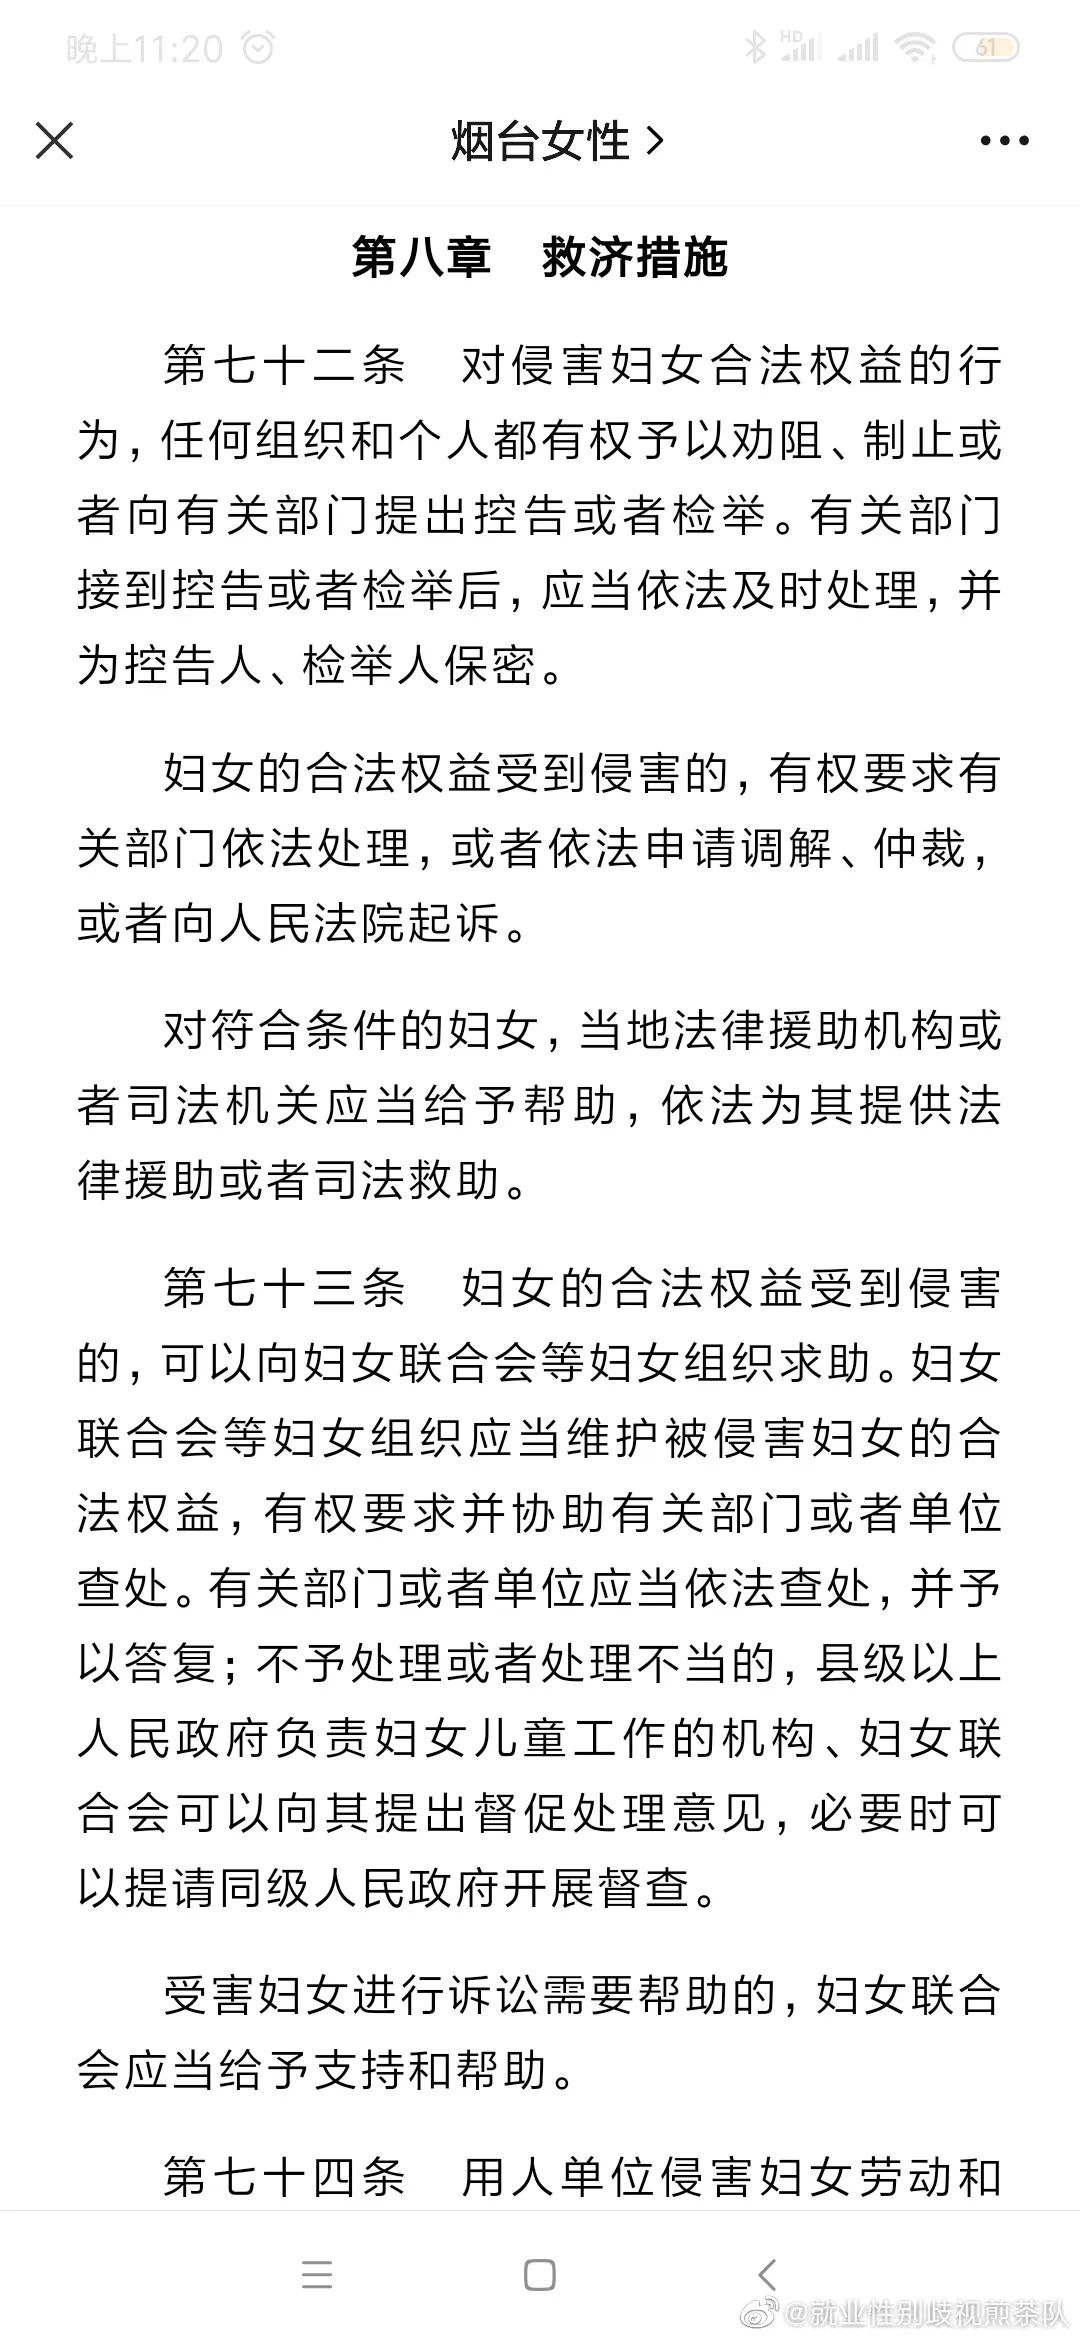 晚上11:20
HD
61
烟台女性
第八章 救济措施
第七十二条 对侵害妇女合法权益的行
为，任何组织和个人都有权予以劝阻、制止或
者向有关部门提出控告或者检举。有关部门
接到控告或者检举后，应当依法及时处理，并
为控告人、检举人保密。
妇女的合法权益受到侵害的，有权要求有
关部门依法处理，或者依法申请调解、仲裁，
或者向人民法院起诉。
对符合条件的妇女，当地法律援助机构或
者司法机关应当给予帮助，依法为其提供法
律援助或者司法救助。
第七十三条 妇女的合法权益受到侵害
的，可以向妇女联合会等妇女组织求助。妇女
联合会等妇女组织应当维护被侵害妇女的合
法权益，有权要求并协助有关部门或者单位
查处。有关部门或者单位应当依法查处，并予
以答复；不予处理或者处理不当的，县级以上
人民政府负责妇女儿童工作的机构、妇女联
合会可以向其提出督促处理意见，必要时可
以提请同级人民政府开展督查。
受害妇女进行诉讼需要帮助的，妇女联合
会应当给予支持和帮助。
第七十四条 用人单位侵害妇女劳动和
@就业性别歧视煎茶队